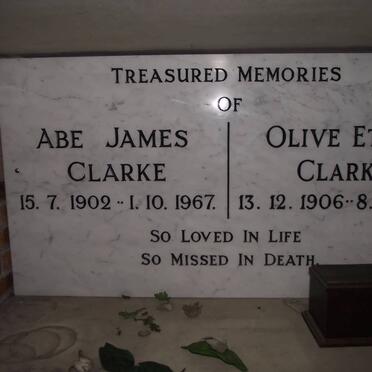 TREASURED MEMORIES
OF
ABE JAMES
CLARKE
15. 7. 1902 -- 1. 10. 1967.
OLIVE
CLARK
13. 12. 1906 -- 8.
SO LOVED IN LIFE
SO MISSED IN DEATH.